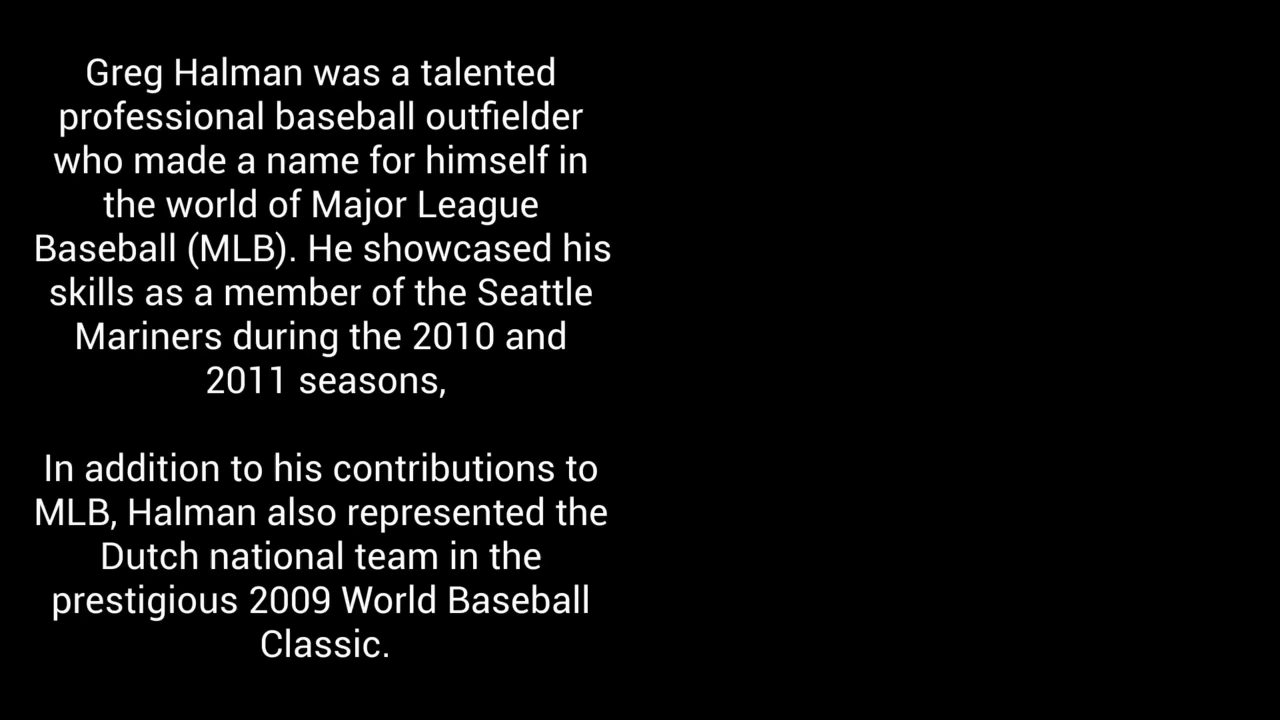 Greg Halman was a talented
professional baseball outfielder
who made a name for himself in
the world of Major League
Baseball (MLB). He showcased his
skills as a member of the Seattle
Mariners during the 2010 and
2011 seasons,
In addition to his contributions to
MLB, Halman also represented the
Dutch national team in the
prestigious 2009 World Baseball
Classic.